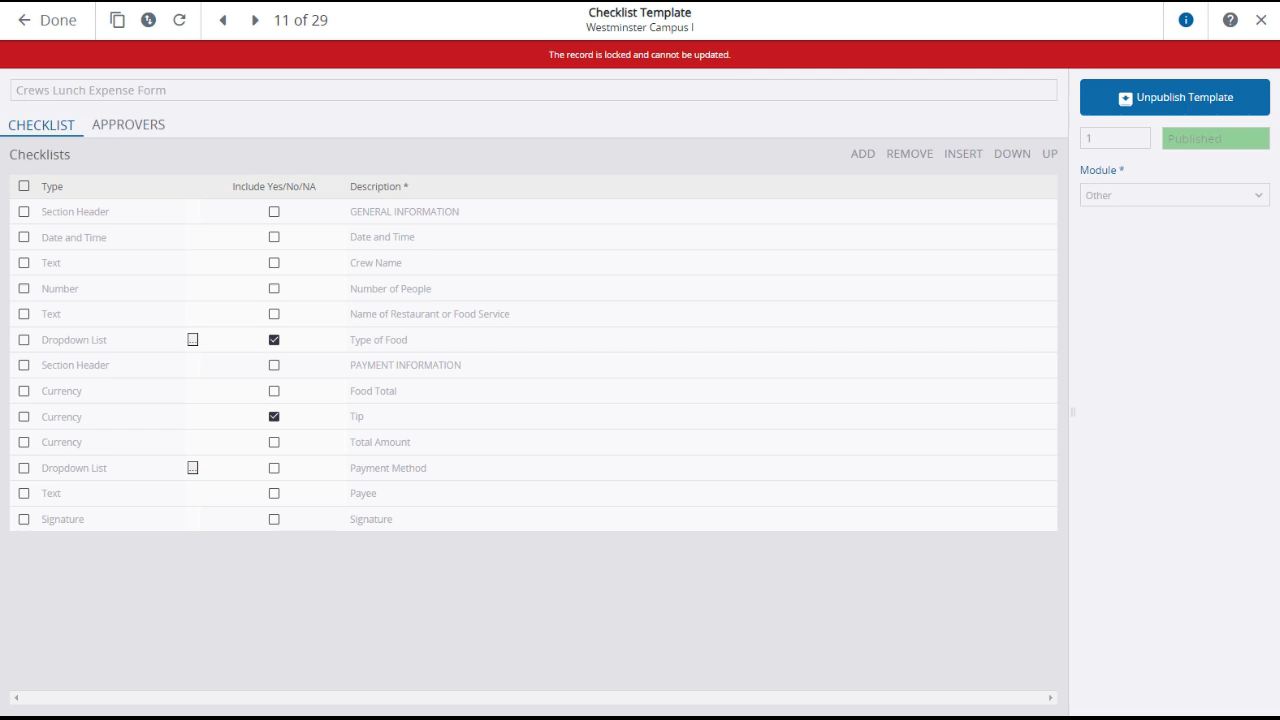 Done 11 of 29 Checklist Template
Westminster Campus I
The record is locked and cannot be updated.
Crews Lunch Expense Form
CHECKLIST APPROVERS
Checklists ADD REMOVE INSERT DOWN UP
Type Include Yes/No/NA Description *
Section Header GENERAL INFORMATION
Date and Time Date and Time
Text Crew Name
Number Number of People
Text Name of Restaurant or Food Service
Dropdown List ... Type of Food
Section Header PAYMENT INFORMATION
Currency Food Total
Currency Tip
Currency Total Amount
Dropdown List ... Payment Method
Text Payee
Signature Signature
Unpublish Template
1 Published
Module *
Other